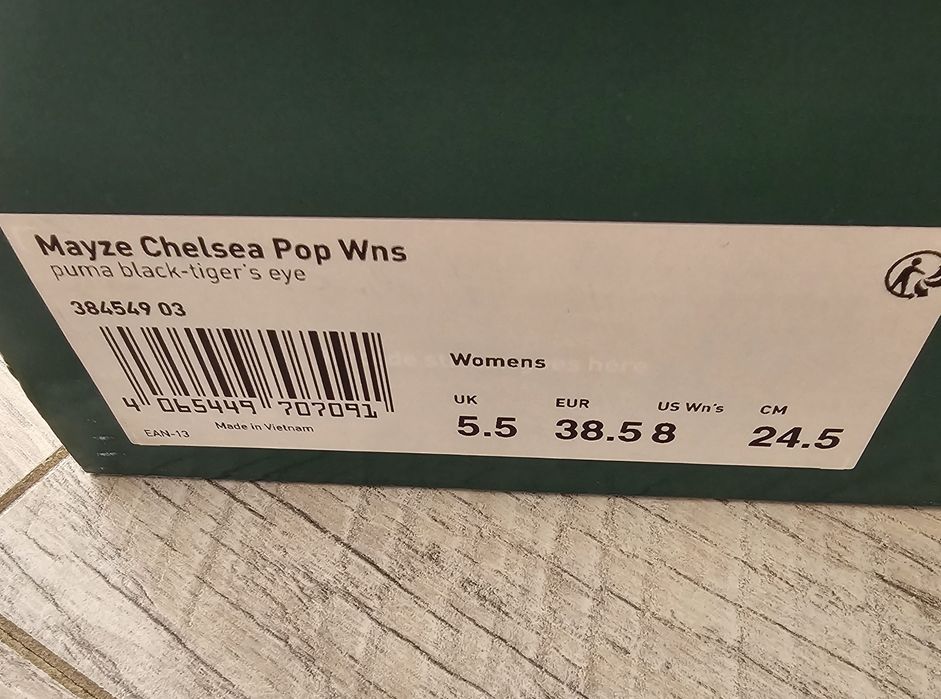 Mayze Chelsea Pop Wns
puma black-tiger's eye
384549 03
4 065449 707091
EAN-13
Made in Vietnam
Womens
UK EUR US Wn's CM
5.5 38.5 8 24.5